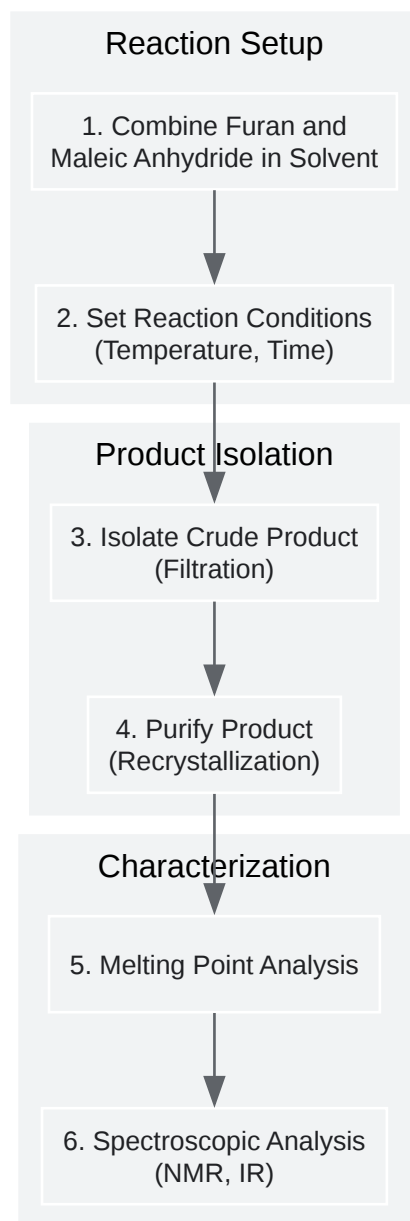 Reaction Setup
1. Combine Furan and
Maleic Anhydride in Solvent
2. Set Reaction Conditions
(Temperature, Time)
Product Isolation
3. Isolate Crude Product
(Filtration)
4. Purify Product
(Recrystallization)
Characterization
5. Melting Point Analysis
6. Spectroscopic Analysis
(NMR, IR)